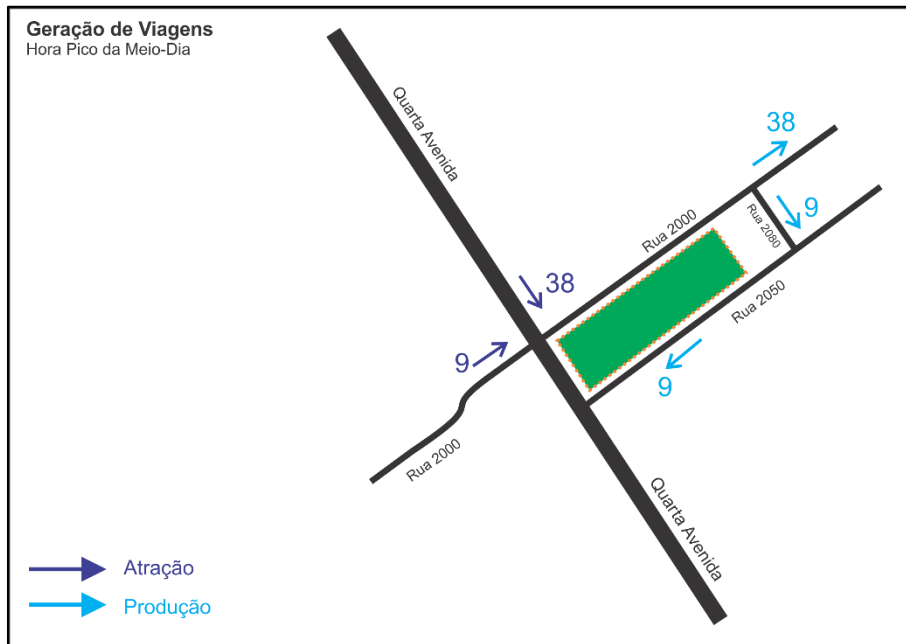 Geração de Viagens
Hora Pico da Meio-Dia
Quarta Avenida
38
Rua 2000
Rua 2080
9
38
Rua 2050
9
9
Rua 2000
Quarta Avenida
Atração
Produção